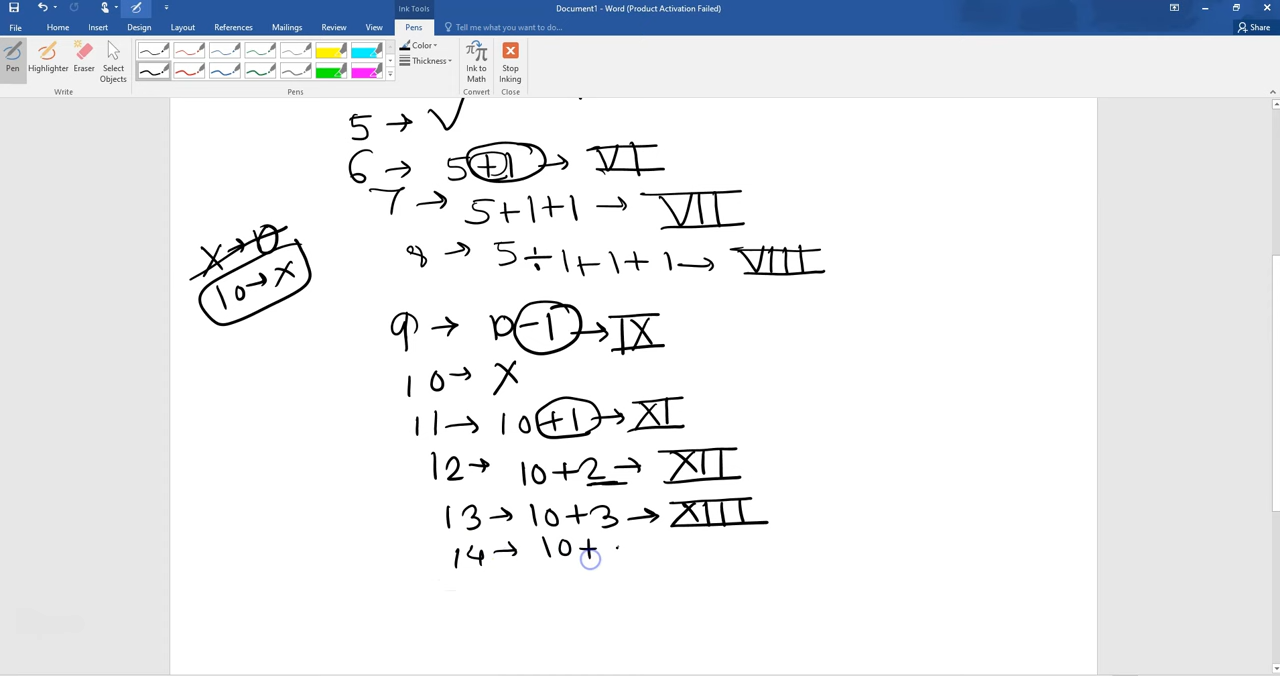 Document1 - Word (Product Activation Failed)
Ink Tools
File Home Insert Design Layout References Mailings Review View Pens Tell me what you want to do... Share
Pen Highlighter Eraser Select Objects
Color
Thickness
Ink to Math
Stop Inking
Write Pens Convert Close
5 → V
6 → 5+1 → VI
7 → 5+1+1 → VII
8 → 5+1+1+1 → VIII
X → 10
10 → X
9 → 10-1 → IX
10 → X
11 → 10+1 → XI
12 → 10+2 → XII
13 → 10+3 → XIII
14 → 10+